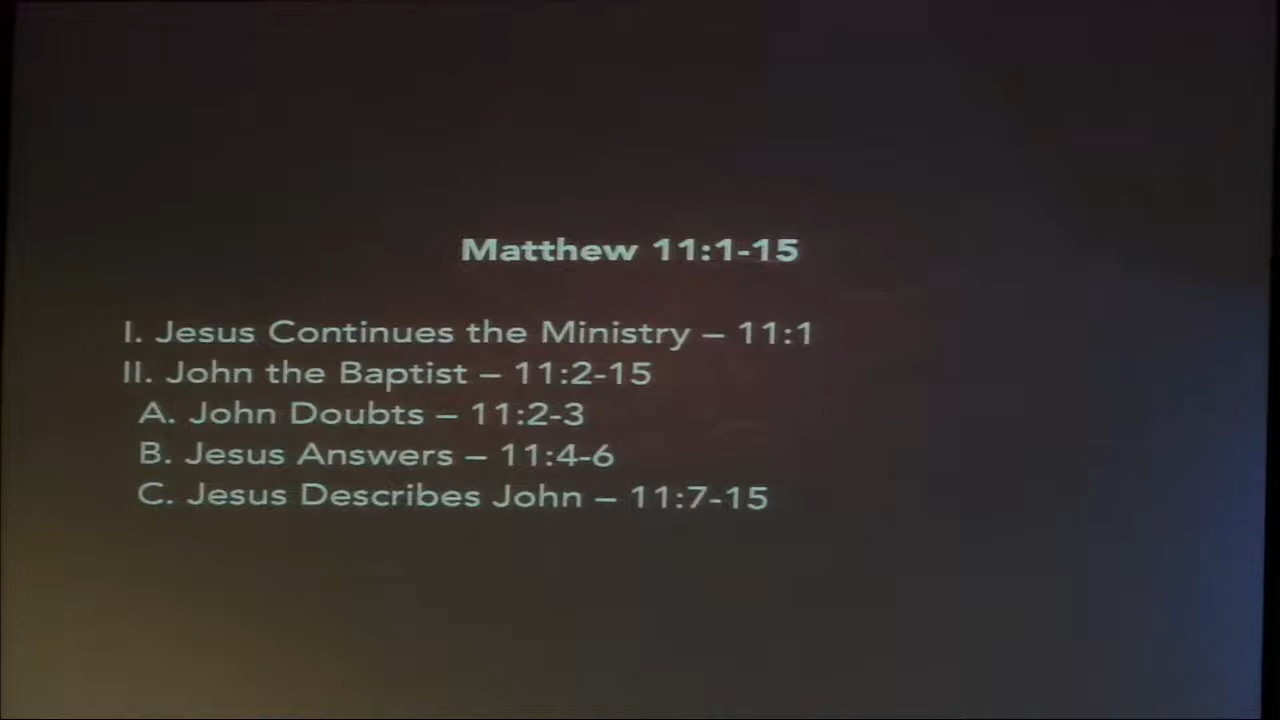 Matthew 11:1-15
I. Jesus Continues the Ministry – 11:1
II. John the Baptist – 11:2-15
A. John Doubts – 11:2-3
B. Jesus Answers – 11:4-6
C. Jesus Describes John – 11:7-15